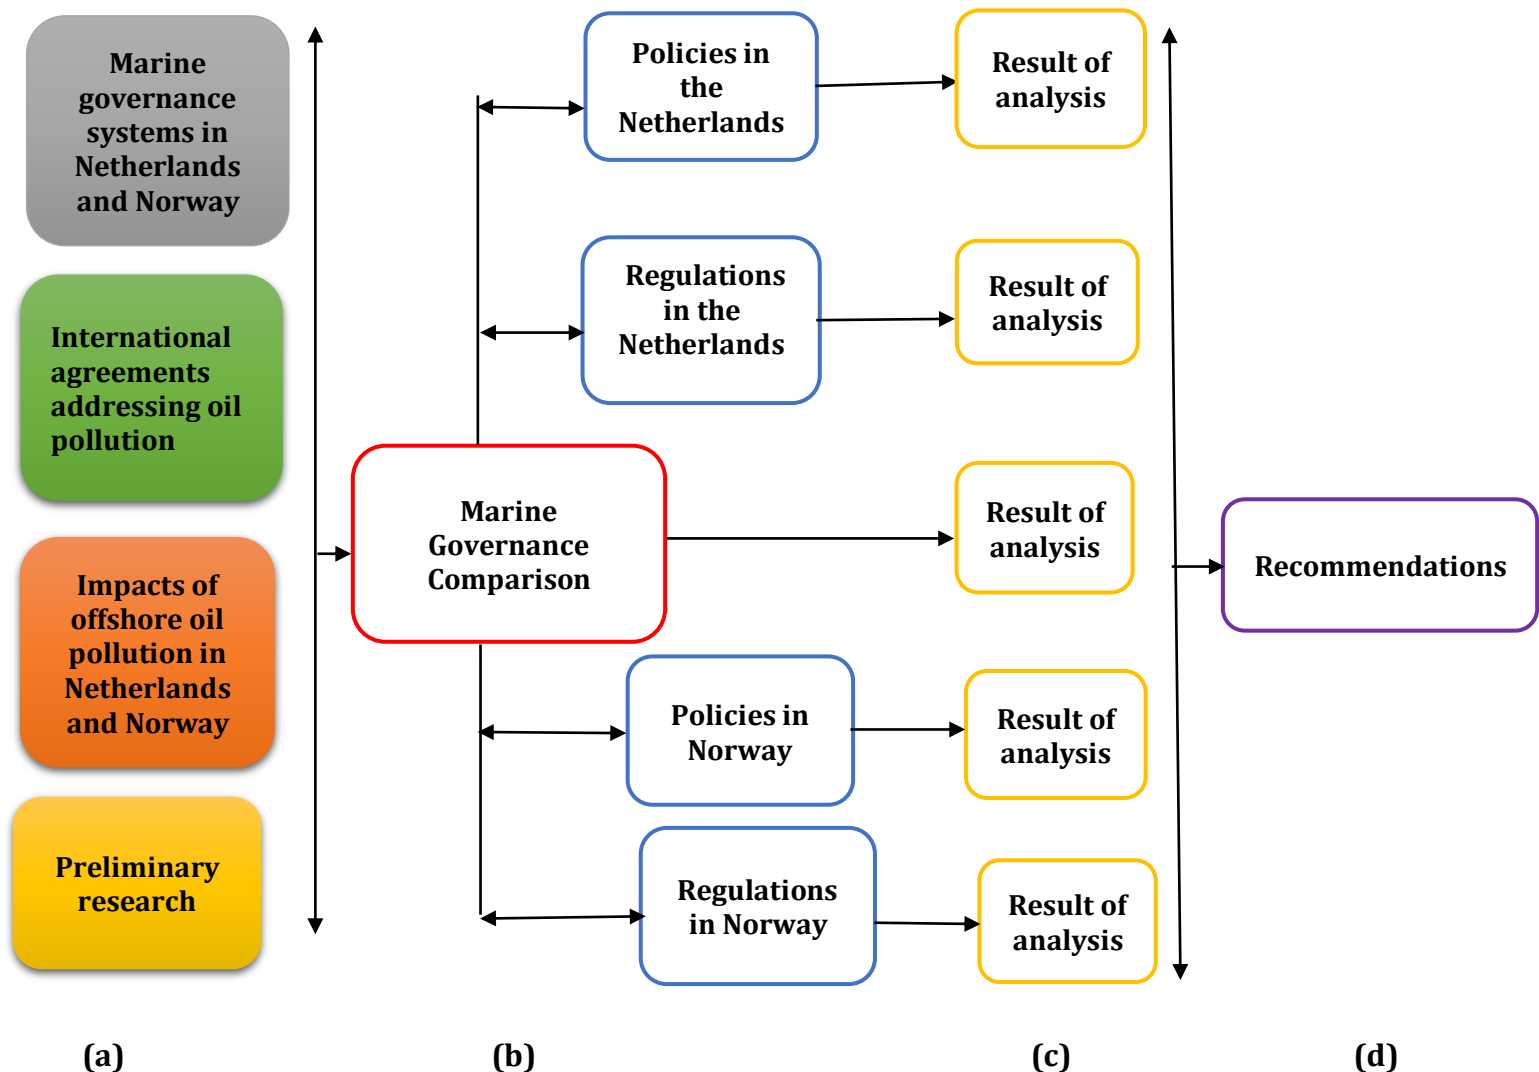 Marine
governance
systems in
Netherlands
and Norway
International
agreements
addressing oil
pollution
Impacts of
offshore oil
pollution in
Netherlands
and Norway
Preliminary
research
Marine
Governance
Comparison
Policies in
the
Netherlands
Regulations
in the
Netherlands
Policies in
Norway
Regulations
in Norway
Result of
analysis
Result of
analysis
Result of
analysis
Result of
analysis
Result of
analysis
Recommendations
(a)
(b)
(c)
(d)